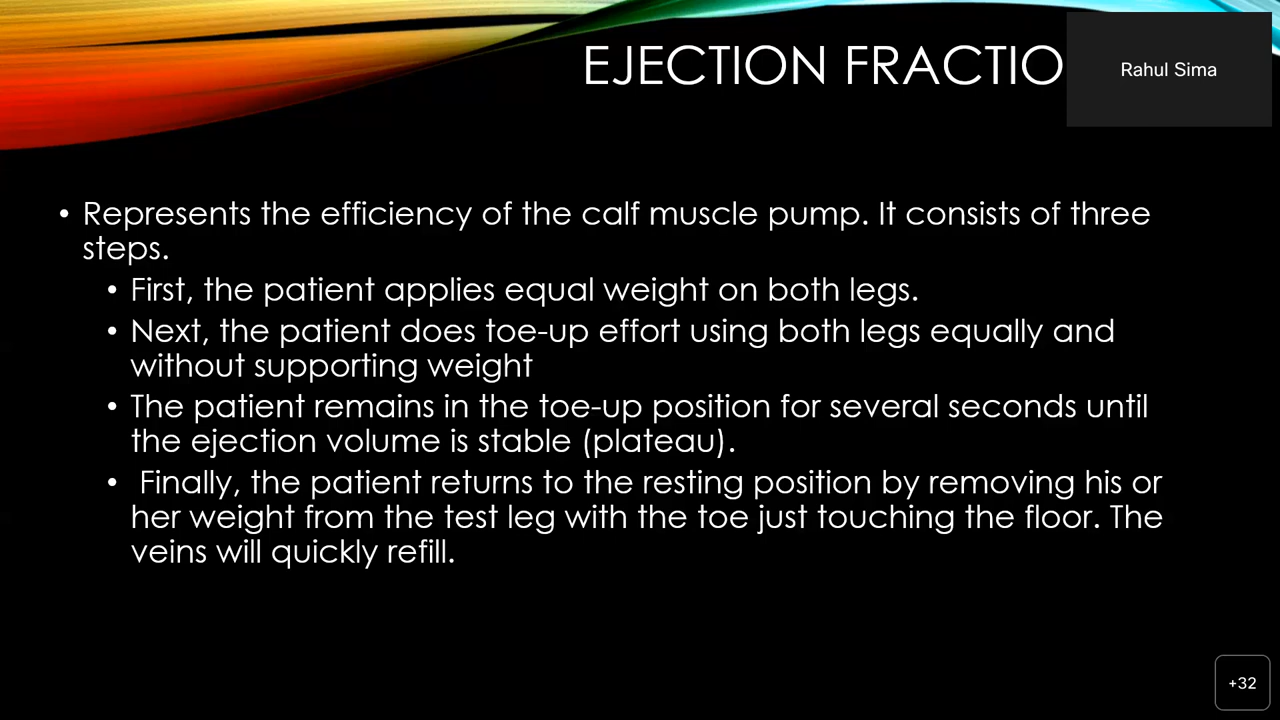 EJECTION FRACTIO
Rahul Sima
• Represents the efficiency of the calf muscle pump. It consists of three
steps.
• First, the patient applies equal weight on both legs.
• Next, the patient does toe-up effort using both legs equally and
without supporting weight
• The patient remains in the toe-up position for several seconds until
the ejection volume is stable (plateau).
• Finally, the patient returns to the resting position by removing his or
her weight from the test leg with the toe just touching the floor. The
veins will quickly refill.
+32